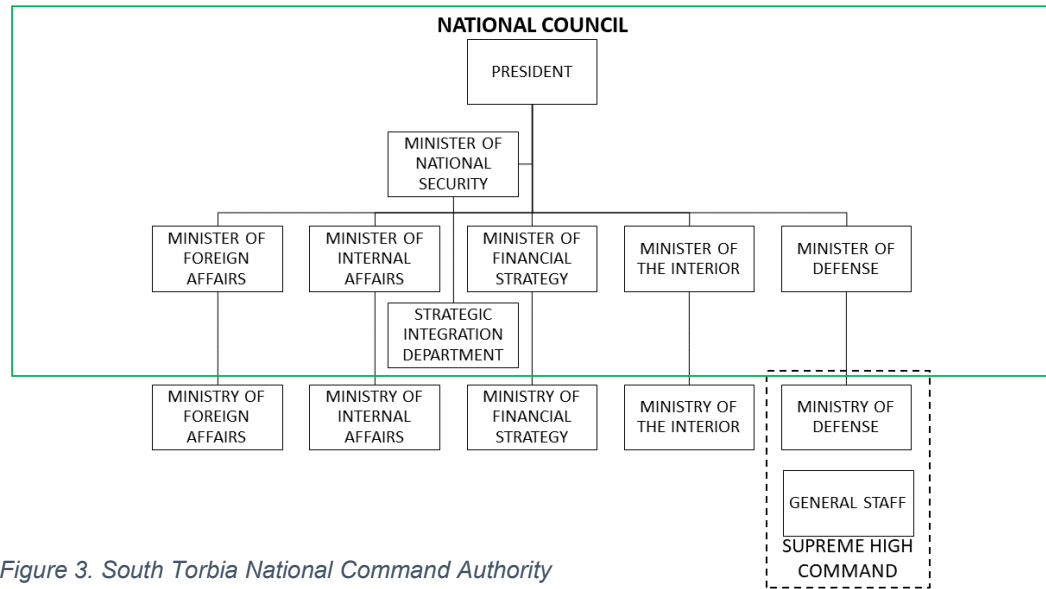 NATIONAL COUNCIL
PRESIDENT
MINISTER OF
NATIONAL
SECURITY
MINISTER OF
FOREIGN
AFFAIRS
MINISTER OF
INTERNAL
AFFAIRS
MINISTER OF
FINANCIAL
STRATEGY
MINISTER OF
THE INTERIOR
MINISTER OF
DEFENSE
STRATEGIC
INTEGRATION
DEPARTMENT
MINISTRY OF
FOREIGN
AFFAIRS
MINISTRY OF
INTERNAL
AFFAIRS
MINISTRY OF
FINANCIAL
STRATEGY
MINISTRY OF
THE INTERIOR
MINISTRY OF
DEFENSE
GENERAL STAFF
SUPREME HIGH
COMMAND
Figure 3. South Torbia National Command Authority